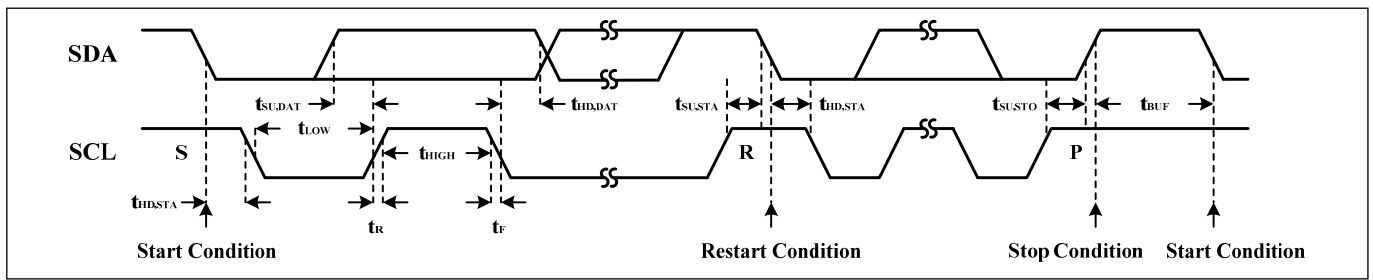 SDA
tSU,DAT
tHD,DAT
tSU,STA
tHD,STA
tSU,STO
tBUF
tLOW
SCL
S
tHIGH
R
P
tHD,STA
tR
tF
Start Condition
Restart Condition
Stop Condition
Start Condition